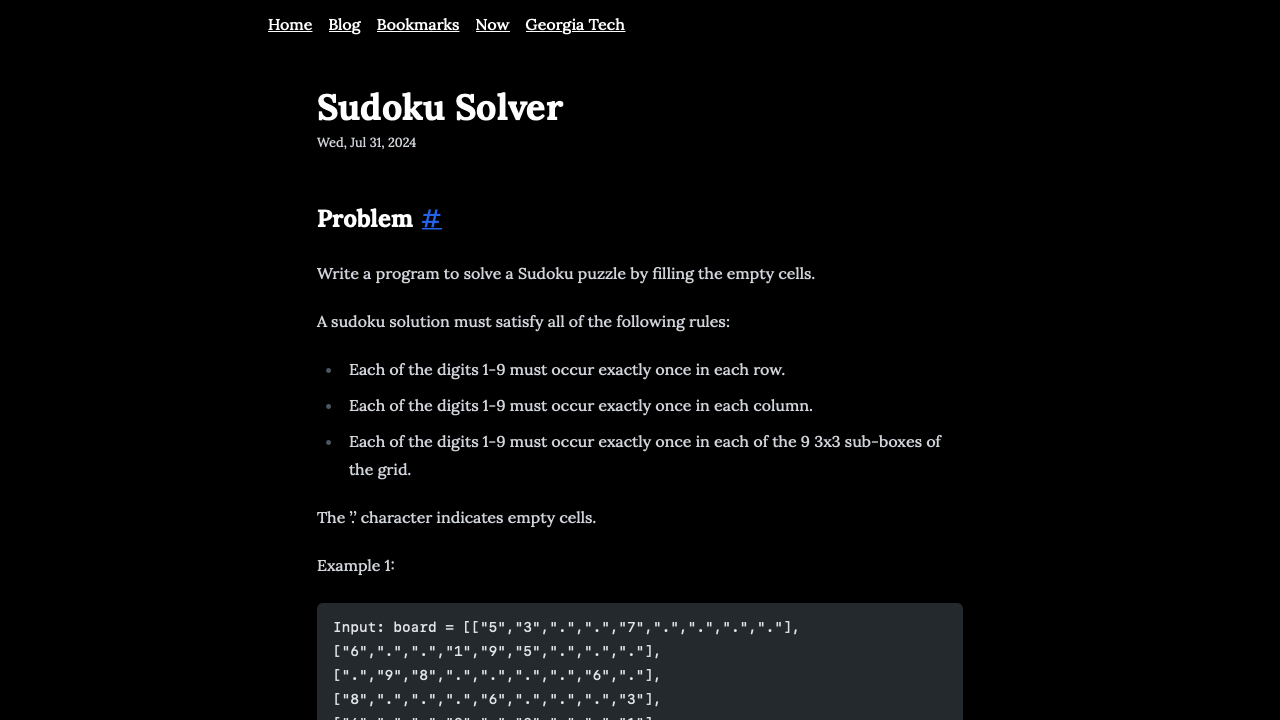 Home Blog Bookmarks Now Georgia Tech
Sudoku Solver
Wed, Jul 31, 2024
Problem #
Write a program to solve a Sudoku puzzle by filling the empty cells.
A sudoku solution must satisfy all of the following rules:
• Each of the digits 1-9 must occur exactly once in each row.
• Each of the digits 1-9 must occur exactly once in each column.
• Each of the digits 1-9 must occur exactly once in each of the 9 3x3 sub-boxes of
the grid.
The ’.’ character indicates empty cells.
Example 1:
Input: board = [["5","3",".",".","7",".",".",".","."],
["6",".",".","1","9","5",".",".","."],
[".","9","8",".",".",".",".","6","."],
["8",".",".",".","6",".",".",".","3"],